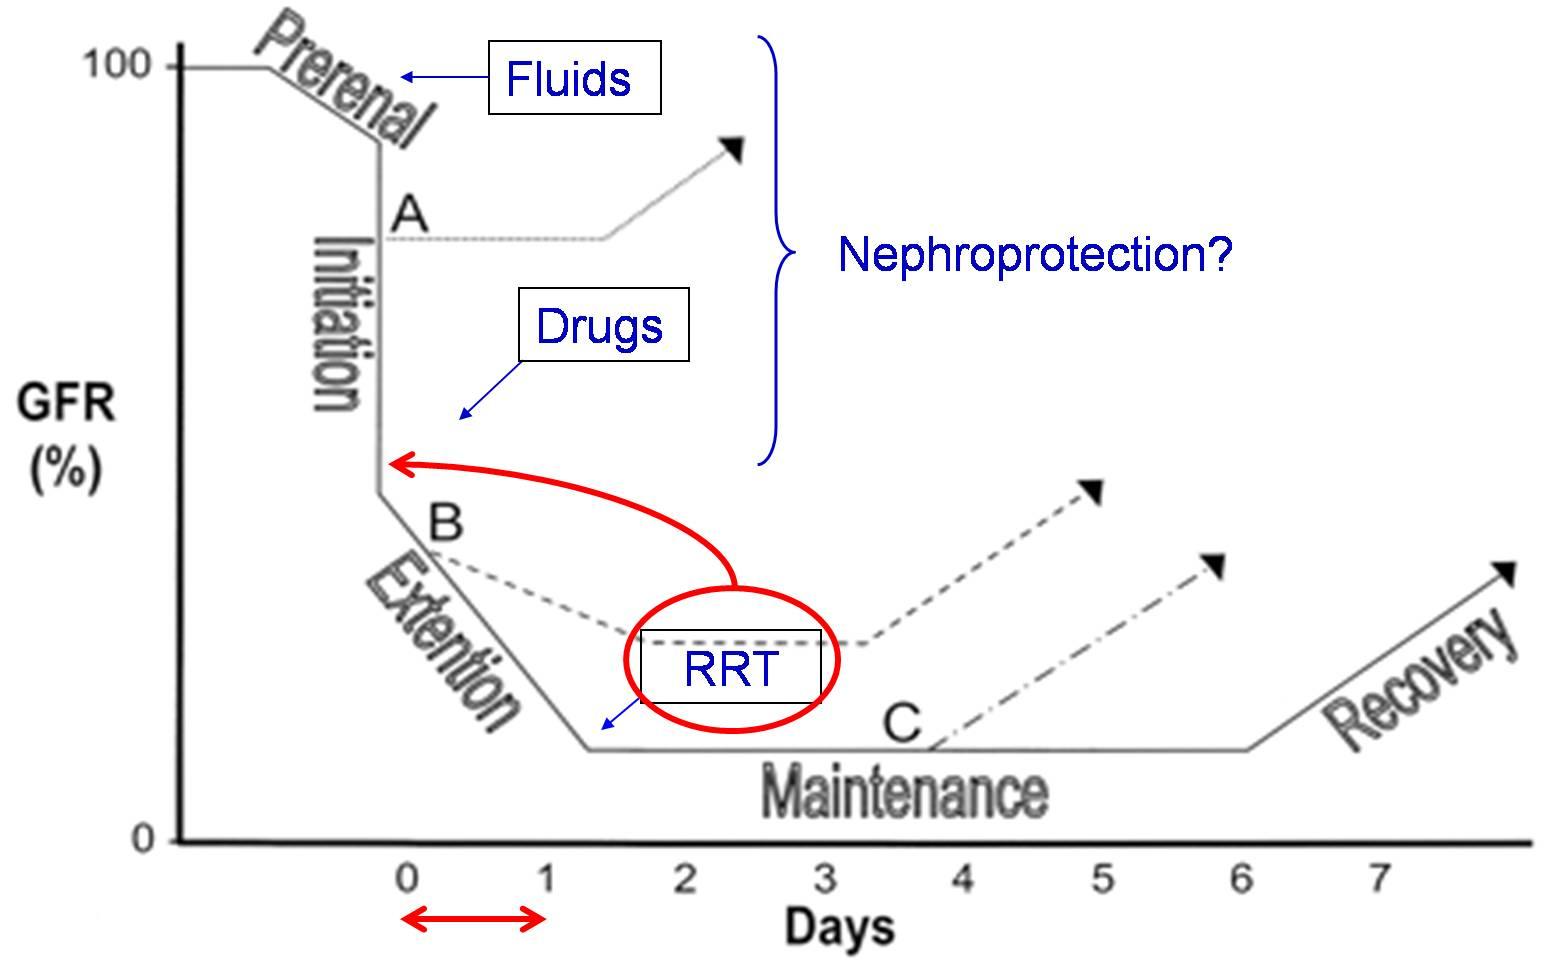 100
Prerenal
Fluids
A
Initiation
Nephroprotection?
Drugs
GFR
(%)
B
Extention
RRT
C
Recovery
Maintenance
0
0 1 2 3 4 5 6 7
Days